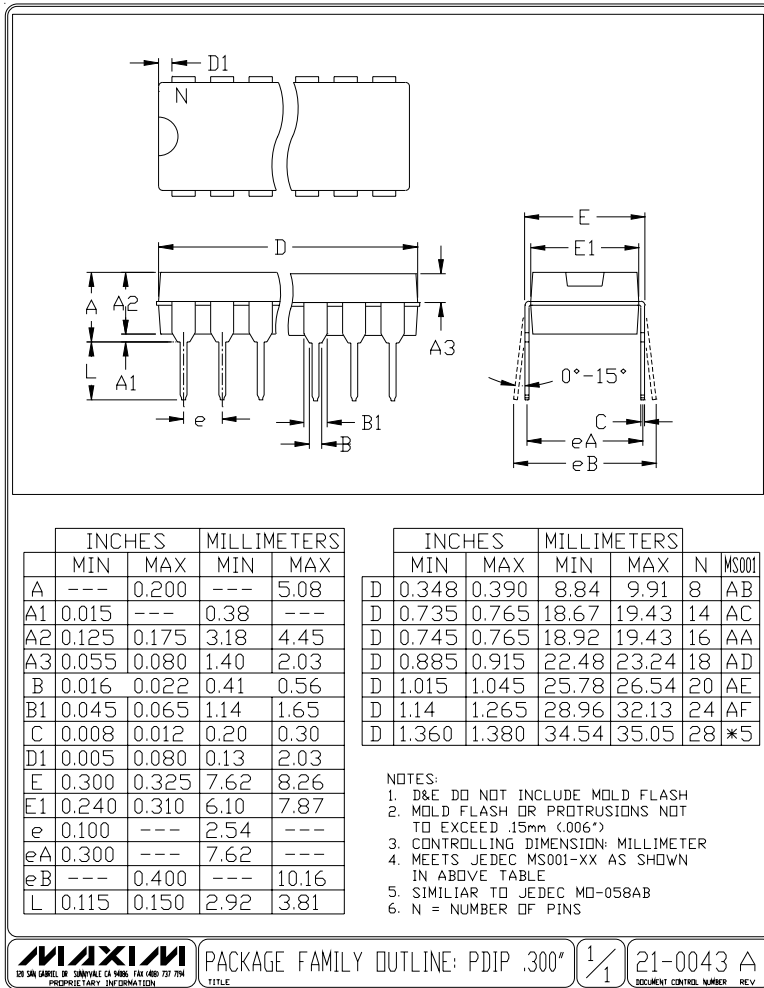 D1
N
D
E
E1
A
A2
A3
L
A1
0°-15°
e
B1
B
C
eA
eB
INCHES MILLIMETERS
MIN MAX MIN MAX
A --- 0.200 --- 5.08
A1 0.015 --- 0.38 ---
A2 0.125 0.175 3.18 4.45
A3 0.055 0.080 1.40 2.03
B 0.016 0.022 0.41 0.56
B1 0.045 0.065 1.14 1.65
C 0.008 0.012 0.20 0.30
D1 0.005 0.080 0.13 2.03
E 0.300 0.325 7.62 8.26
E1 0.240 0.310 6.10 7.87
e 0.100 --- 2.54 ---
eA 0.300 --- 7.62 ---
eB --- 0.400 --- 10.16
L 0.115 0.150 2.92 3.81
INCHES MILLIMETERS
MIN MAX MIN MAX N MS001
D 0.348 0.390 8.84 9.91 8 AB
D 0.735 0.765 18.67 19.43 14 AC
D 0.745 0.765 18.92 19.43 16 AA
D 0.885 0.915 22.48 23.24 18 AD
D 1.015 1.045 25.78 26.54 20 AE
D 1.14 1.265 28.96 32.13 24 AF
D 1.360 1.380 34.54 35.05 28 *5
NOTES:
1. D&E DO NOT INCLUDE MOLD FLASH
2. MOLD FLASH OR PROTRUSIONS NOT
TO EXCEED .15mm (.006")
3. CONTROLLING DIMENSION: MILLIMETER
4. MEETS JEDEC MS001-XX AS SHOWN
IN ABOVE TABLE
5. SIMILIAR TO JEDEC MO-058AB
6. N = NUMBER OF PINS
MAXIM
120 SAN GABRIEL DR SUNNYVALE CA 94086 FAX (408) 737 7194
PROPRIETARY INFORMATION
PACKAGE FAMILY OUTLINE: PDIP .300"
TITLE
1/1
21-0043 A
DOCUMENT CONTROL NUMBER REV